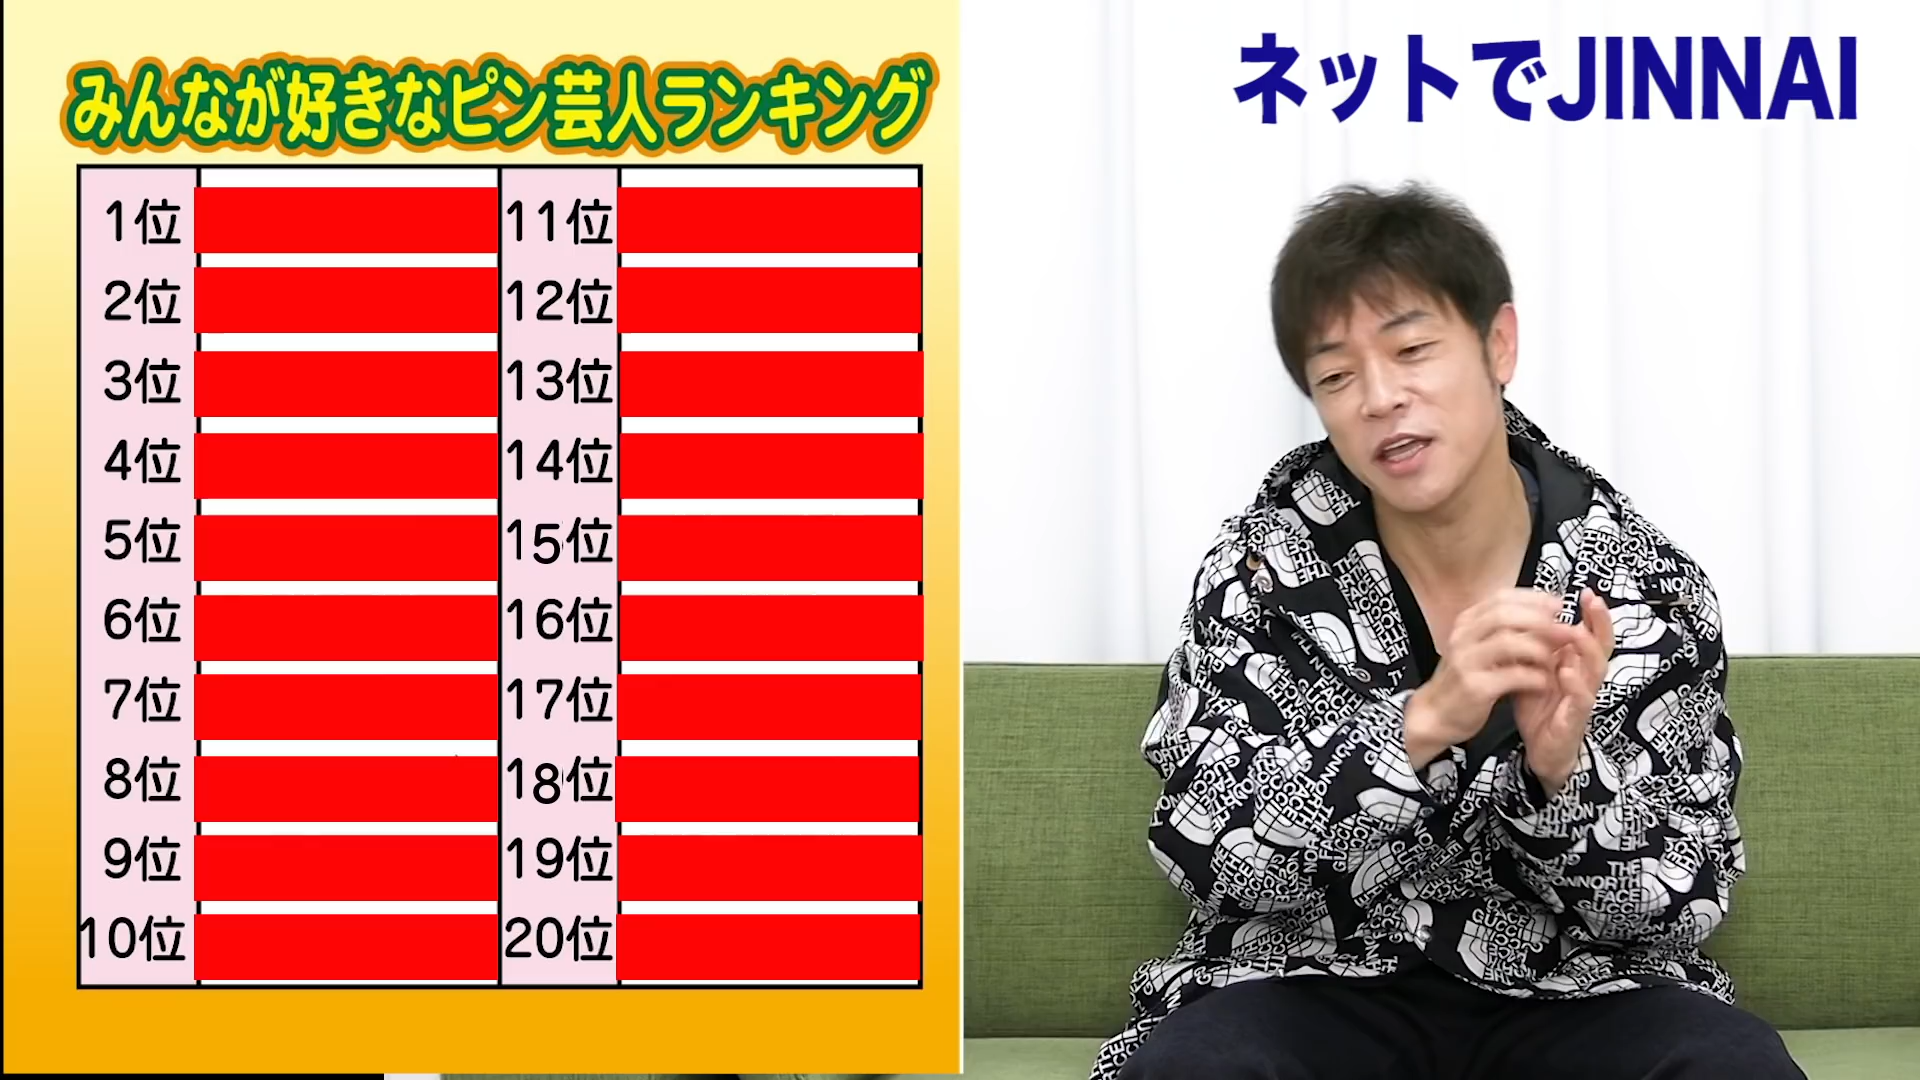 みんなが好きなピン芸人ランキング
ネットでJINNAI
1位
2位
3位
4位
5位
6位
7位
8位
9位
10位
11位
12位
13位
14位
15位
16位
17位
18位
19位
20位
THE NORTH FACE
GUCCI